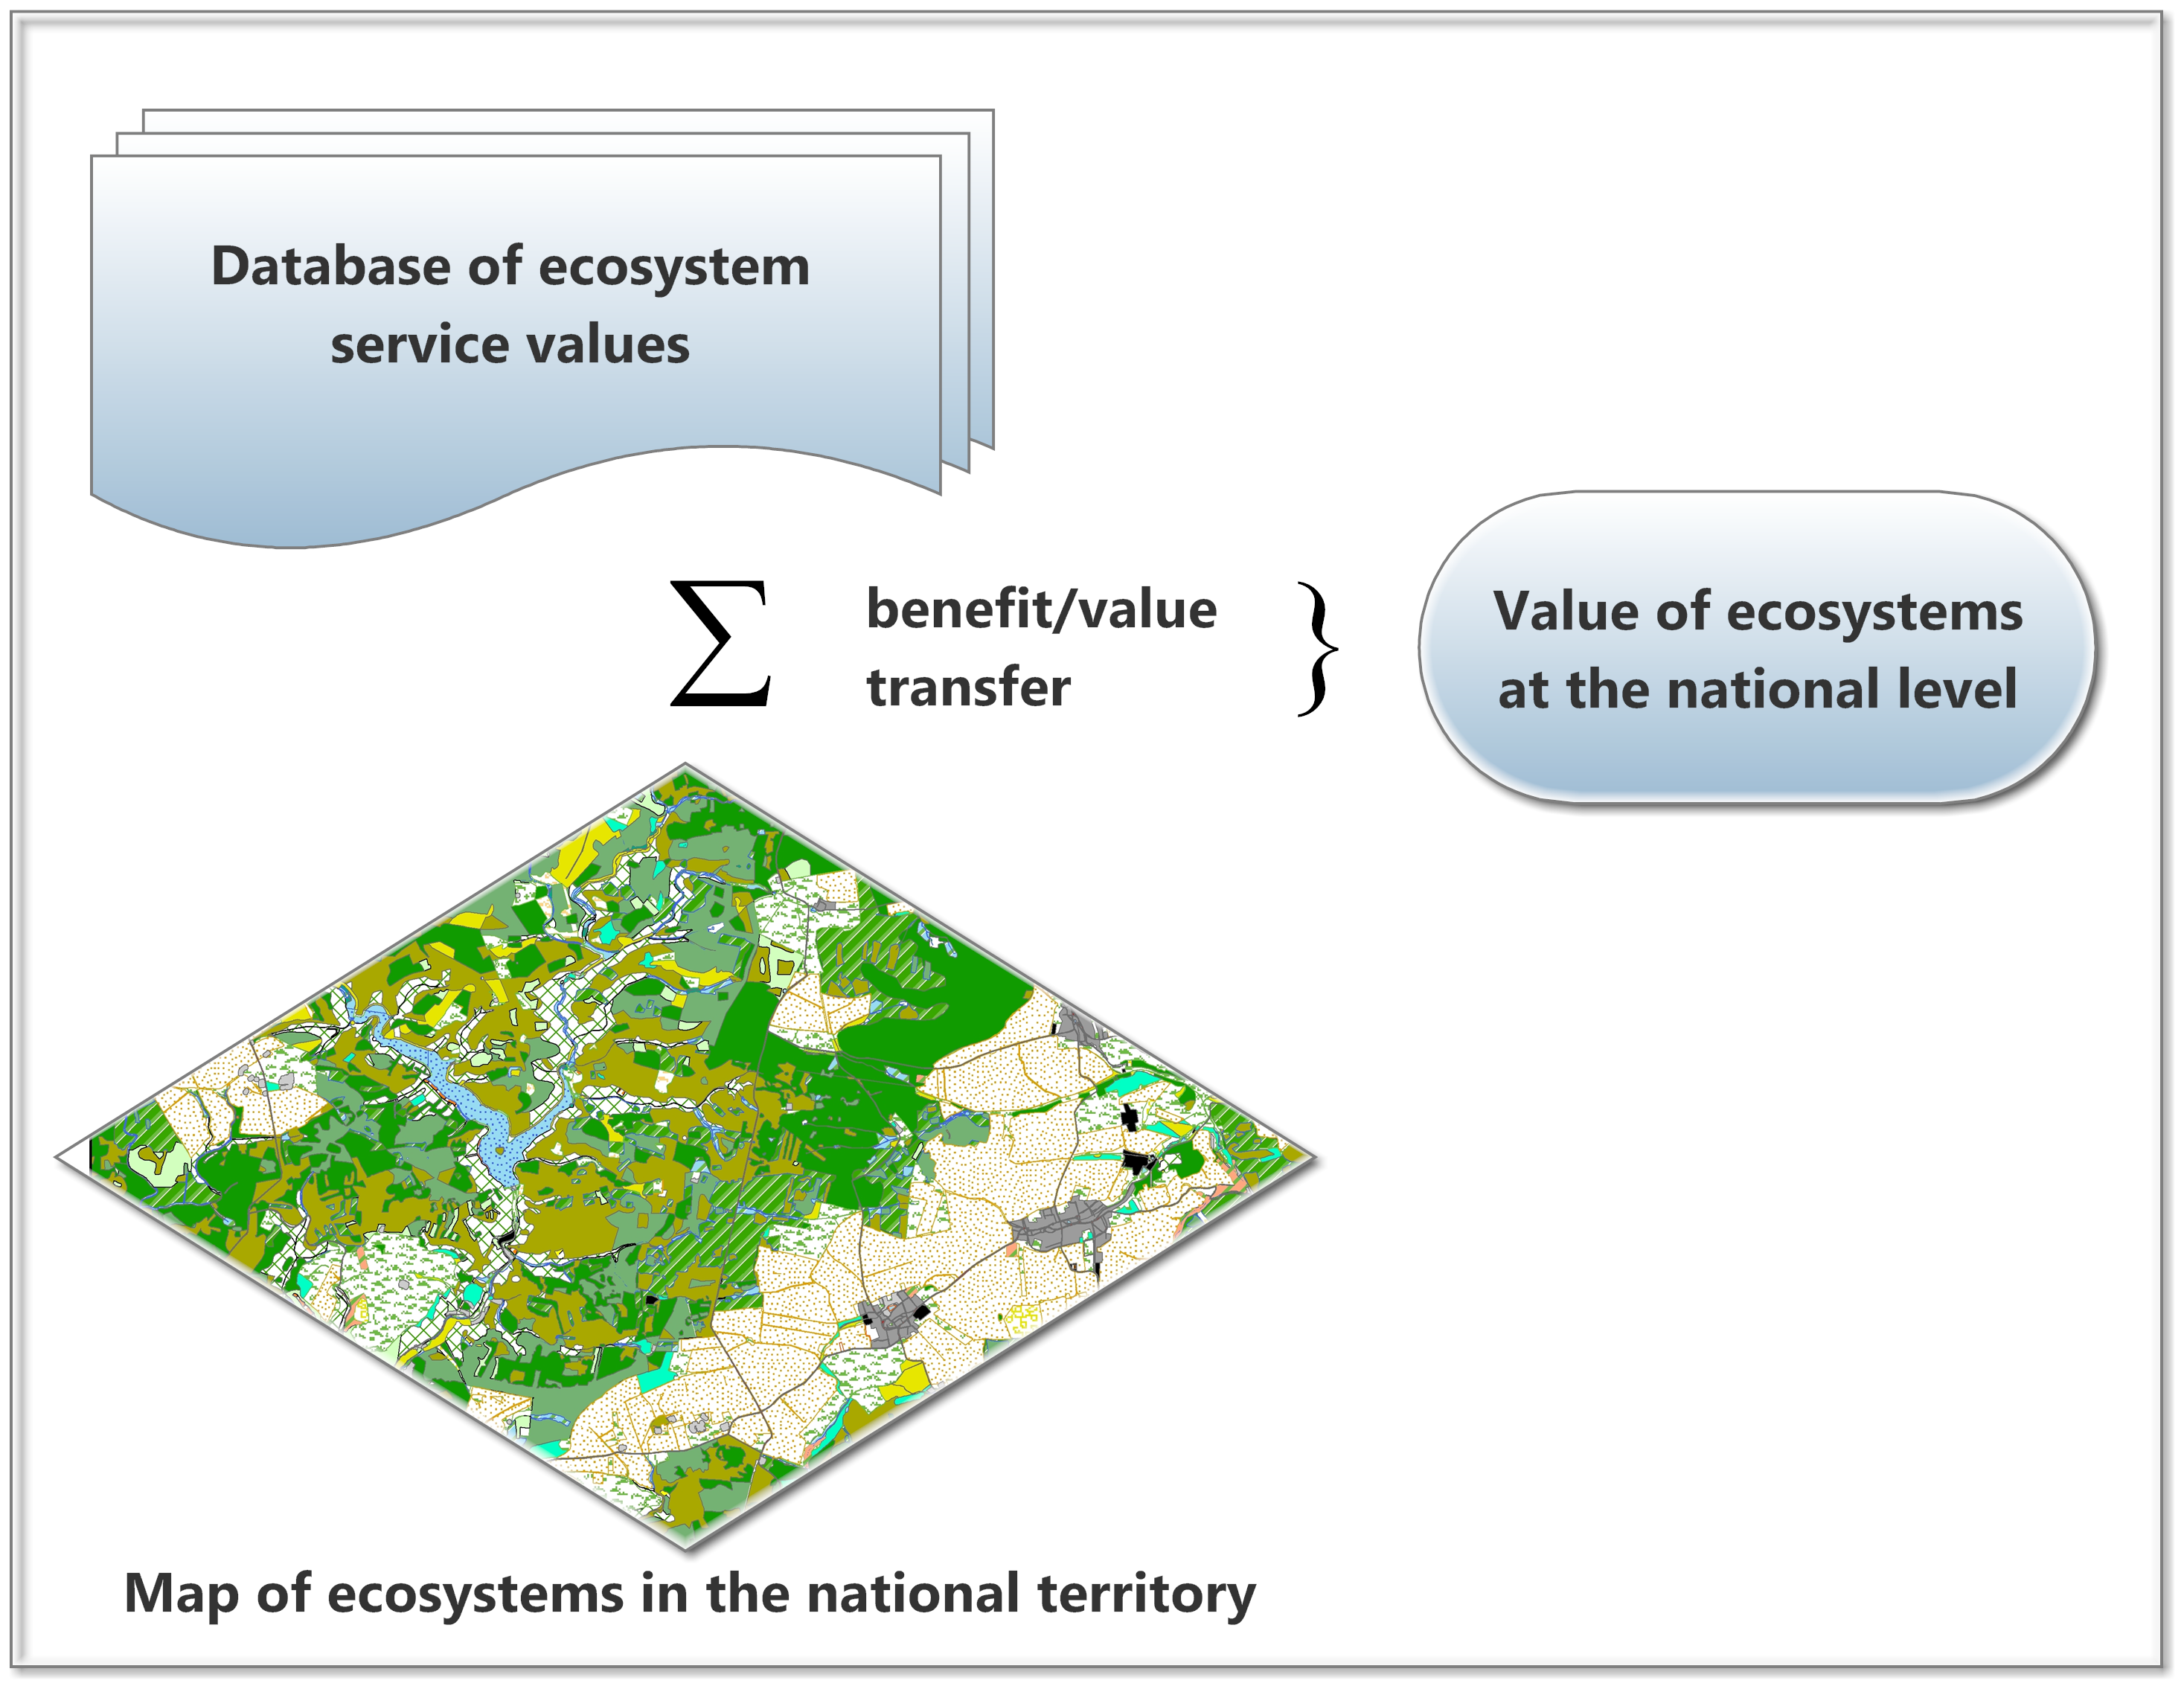 Database of ecosystem
service values
∑ benefit/value }
transfer
Value of ecosystems
at the national level
Map of ecosystems in the national territory